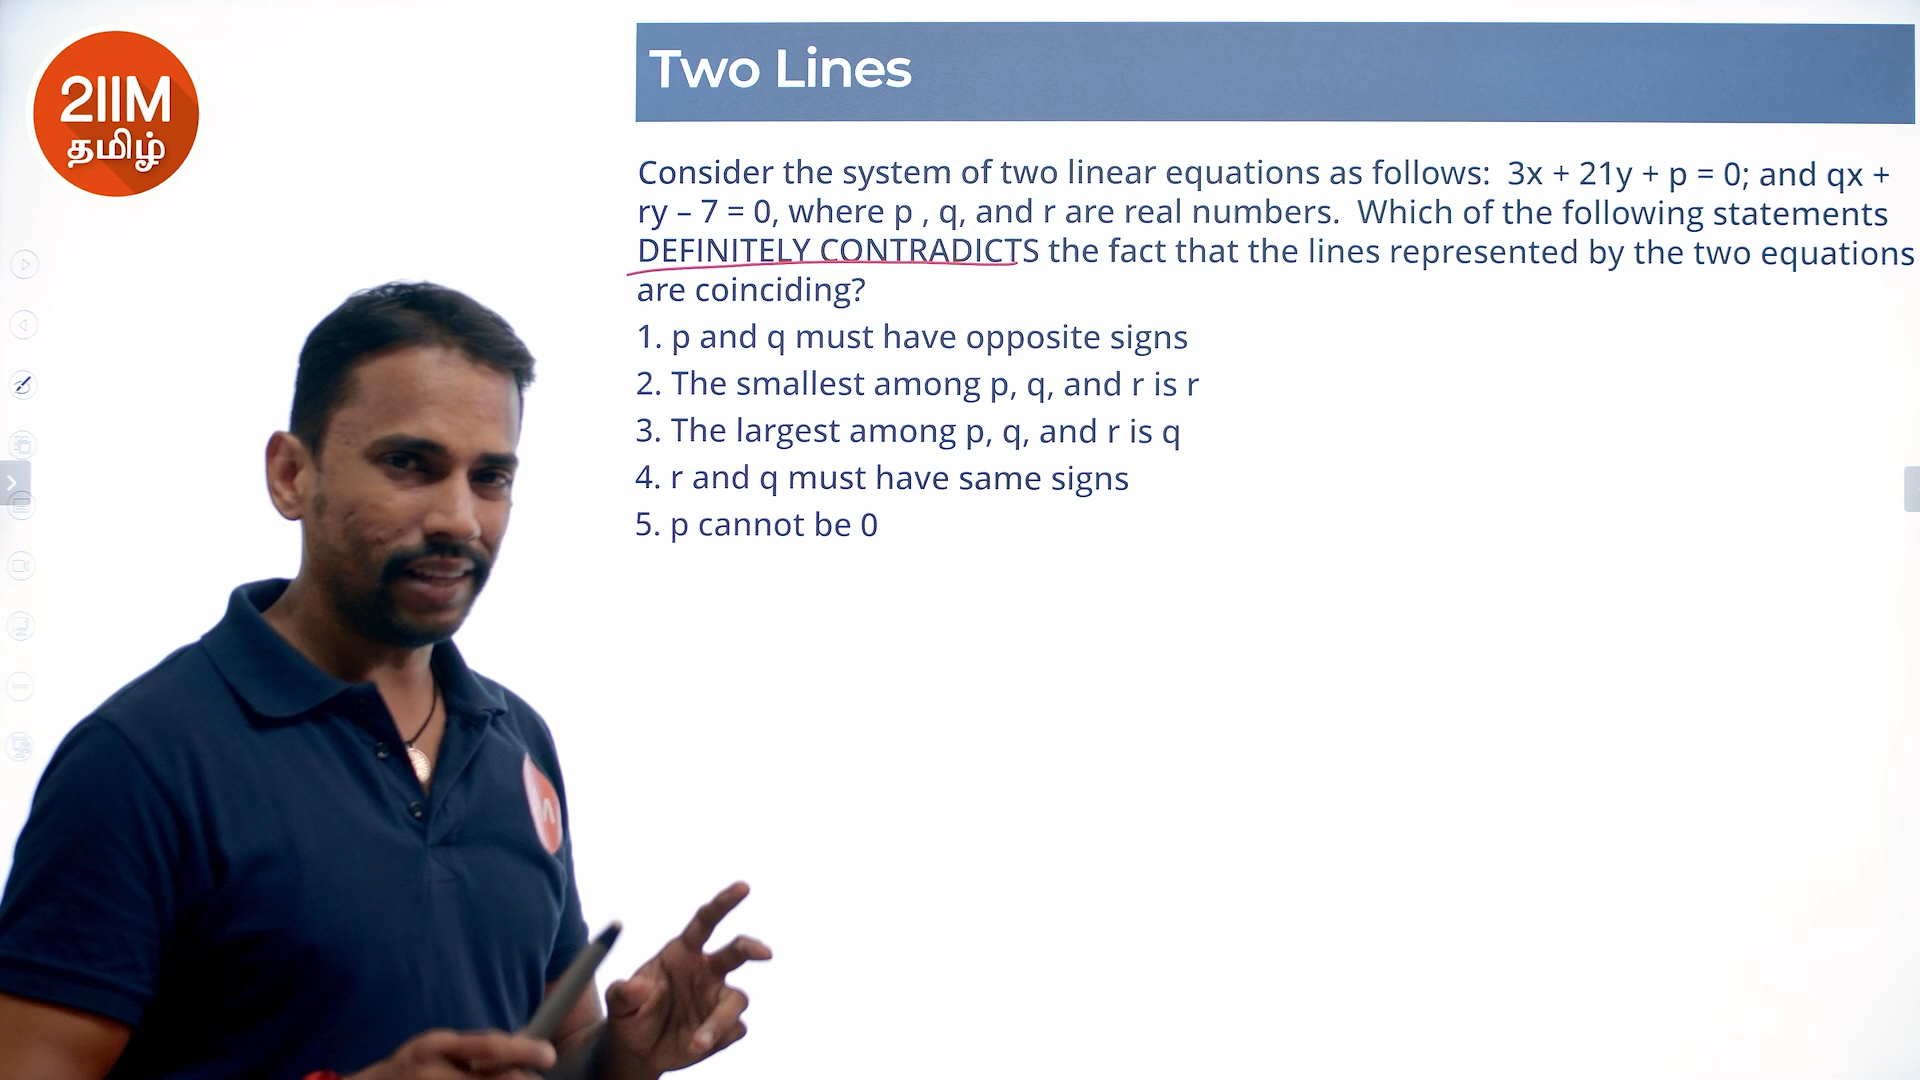 2IIM
தமிழ்
Two Lines
Consider the system of two linear equations as follows: 3x + 21y + p = 0; and qx +
ry – 7 = 0, where p , q, and r are real numbers. Which of the following statements
DEFINITELY CONTRADICTS the fact that the lines represented by the two equations
are coinciding?
1. p and q must have opposite signs
2. The smallest among p, q, and r is r
3. The largest among p, q, and r is q
4. r and q must have same signs
5. p cannot be 0